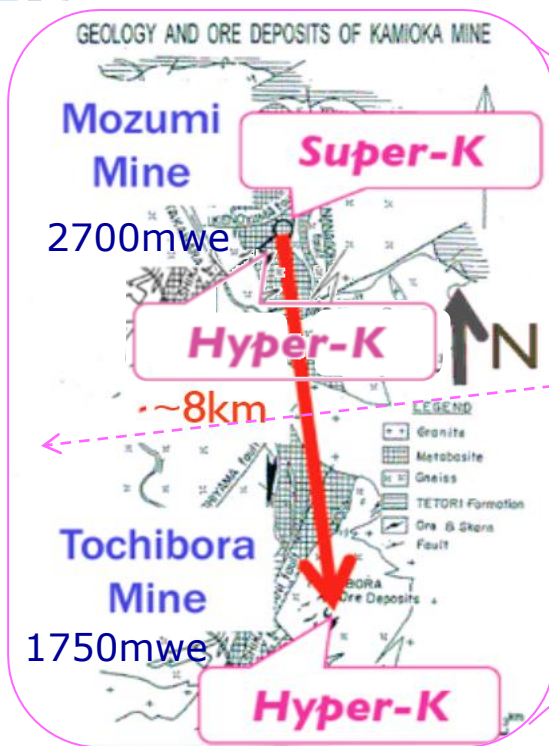 GEOLOGY AND ORE DEPOSITS OF KAMIOKA MINE
Mozumi
Mine
Super-K
2700mwe
Hyper-K
N
~8km
LEGEND
Granite
Metabasite
Gneiss
TETORI Formation
Ore & Skarn
Fault
Tochibora
Mine
Ore Deposits
1750mwe
Hyper-K
km